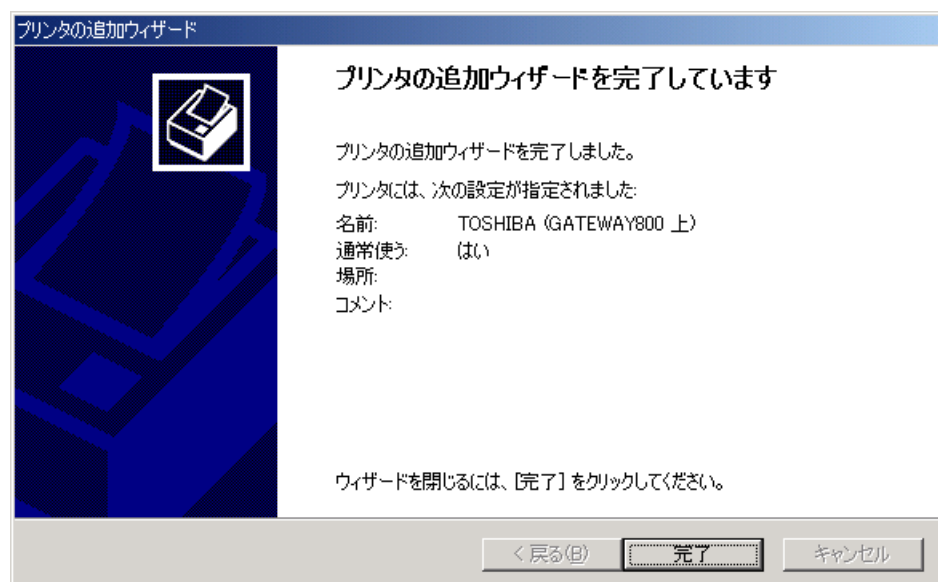 プリンタの追加ウィザード
プリンタの追加ウィザードを完了しています
プリンタの追加ウィザードを完了しました。
プリンタには、次の設定が指定されました:
名前: TOSHIBA (GATEWAY800 上)
通常使う: はい
場所:
コメント:
ウィザードを閉じるには、[完了] をクリックしてください。
< 戻る(B) 完了 キャンセル